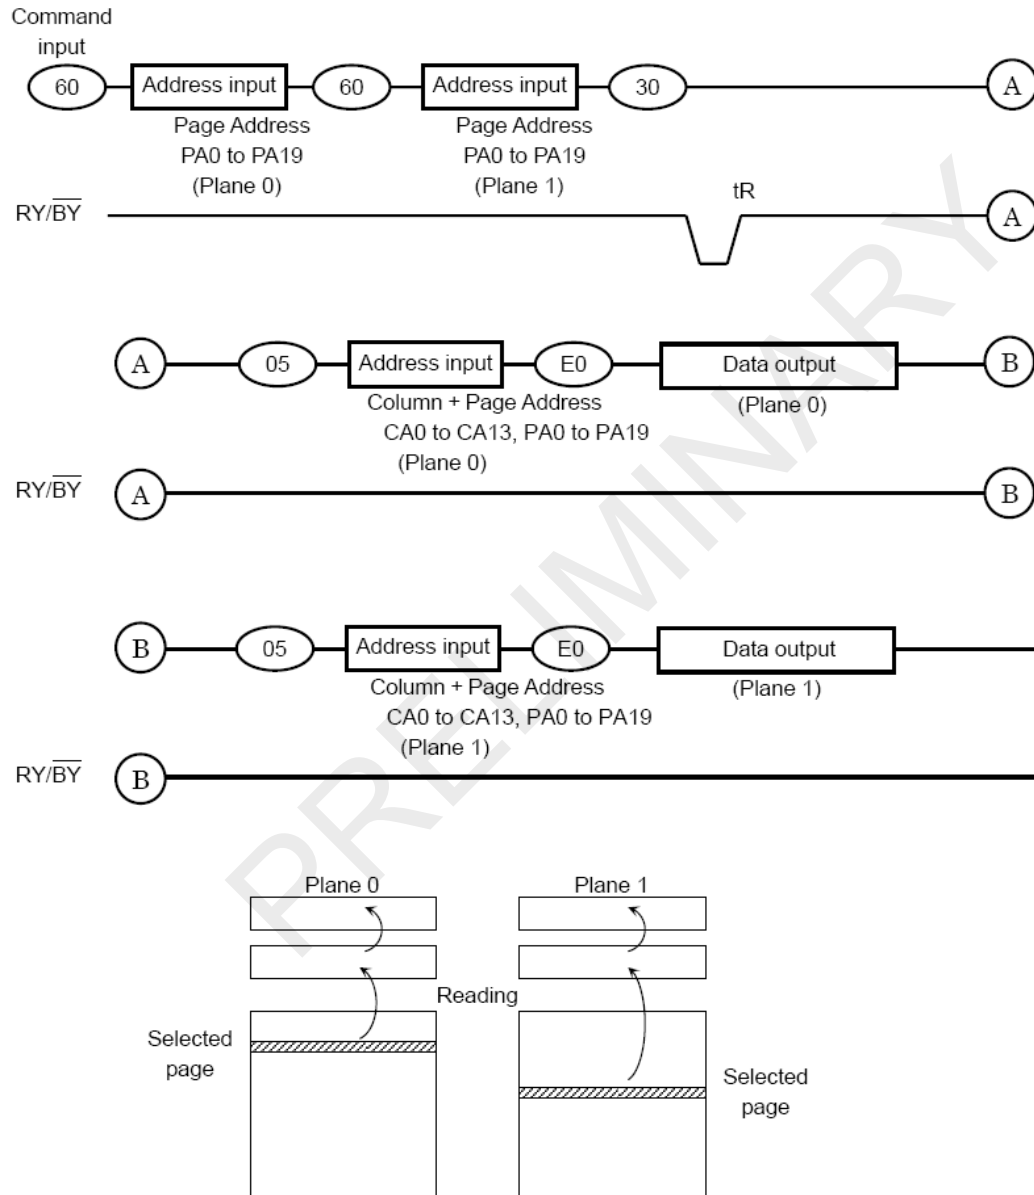 Command
input
60 Address input 60 Address input 30 A
Page Address Page Address
PA0 to PA19 PA0 to PA19
(Plane 0) (Plane 1)
tR
RY/B̅Y̅ A
A 05 Address input E0 Data output B
Column + Page Address (Plane 0)
CA0 to CA13, PA0 to PA19
(Plane 0)
RY/B̅Y̅ A B
B 05 Address input E0 Data output
Column + Page Address (Plane 1)
CA0 to CA13, PA0 to PA19
(Plane 1)
RY/B̅Y̅ B
PRELIMINARY
Plane 0 Plane 1
Reading
Selected
page
Selected
page